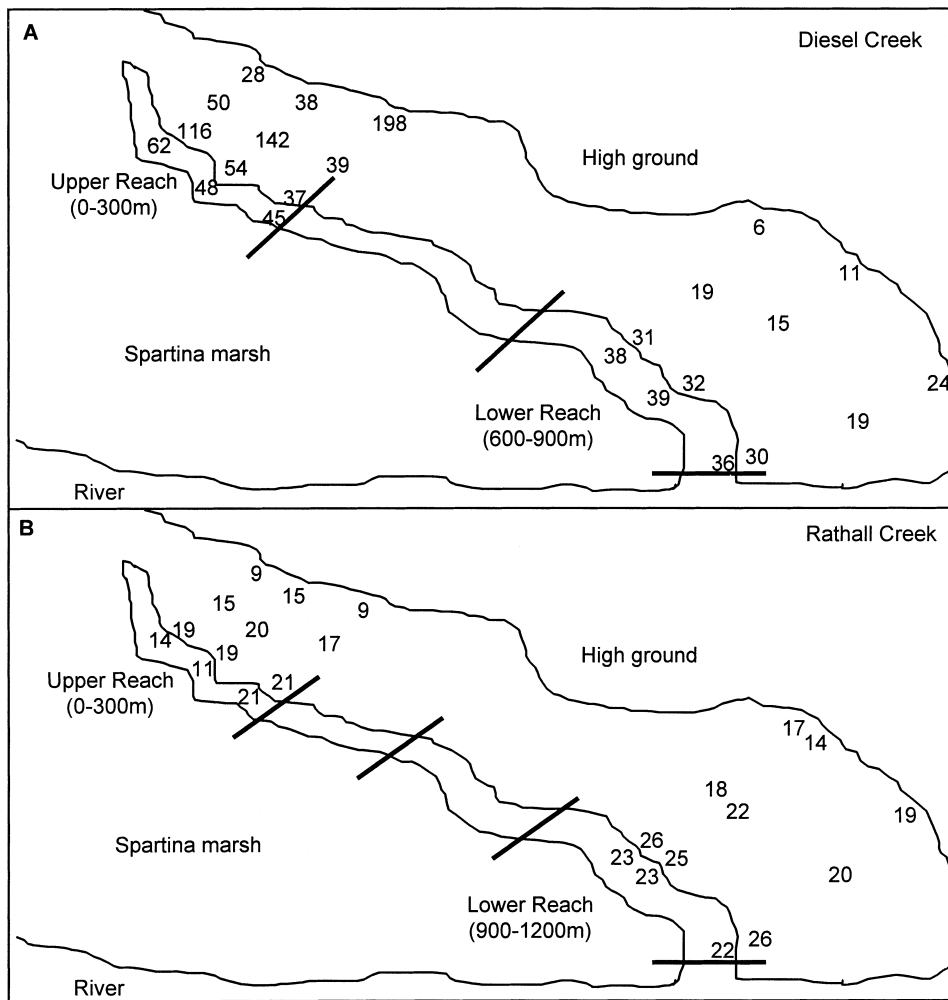 A
Diesel Creek
28
50
38
198
116
142
62
54
39
High ground
Upper Reach
(0-300m)
48
37
45
6
11
19
15
Spartina marsh
31
38
24
32
39
Lower Reach
(600-900m)
19
36
30
River
B
Rathall Creek
9
15
15
9
19
20
14
17
19
High ground
11
Upper Reach
(0-300m)
21
21
17
14
18
22
19
Spartina marsh
26
23
25
23
20
Lower Reach
(900-1200m)
22
26
River